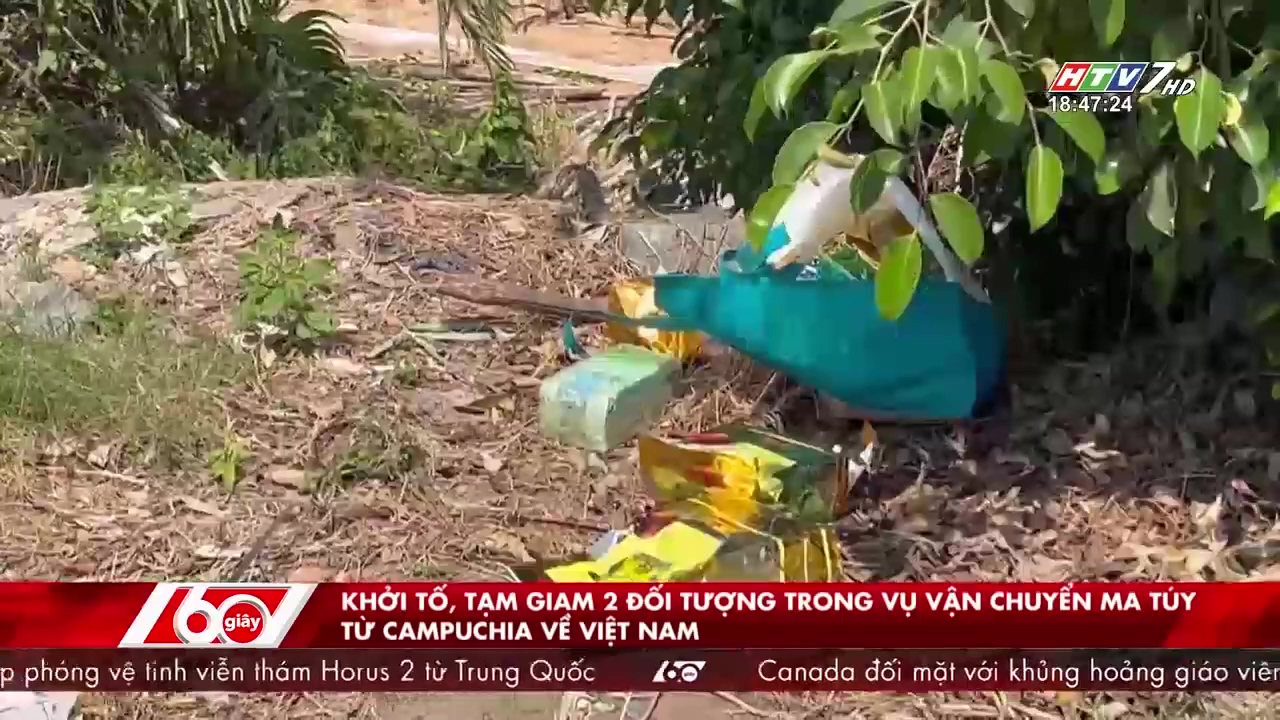 HTV7 HD
18:47:24
60 giây
KHỞI TỐ, TẠM GIAM 2 ĐỐI TƯỢNG TRONG VỤ VẬN CHUYỂN MA TÚY
TỪ CAMPUCHIA VỀ VIỆT NAM
phóng vệ tinh viễn thám Horus 2 từ Trung Quốc 60 giây Canada đối mặt với khủng hoảng giáo viên